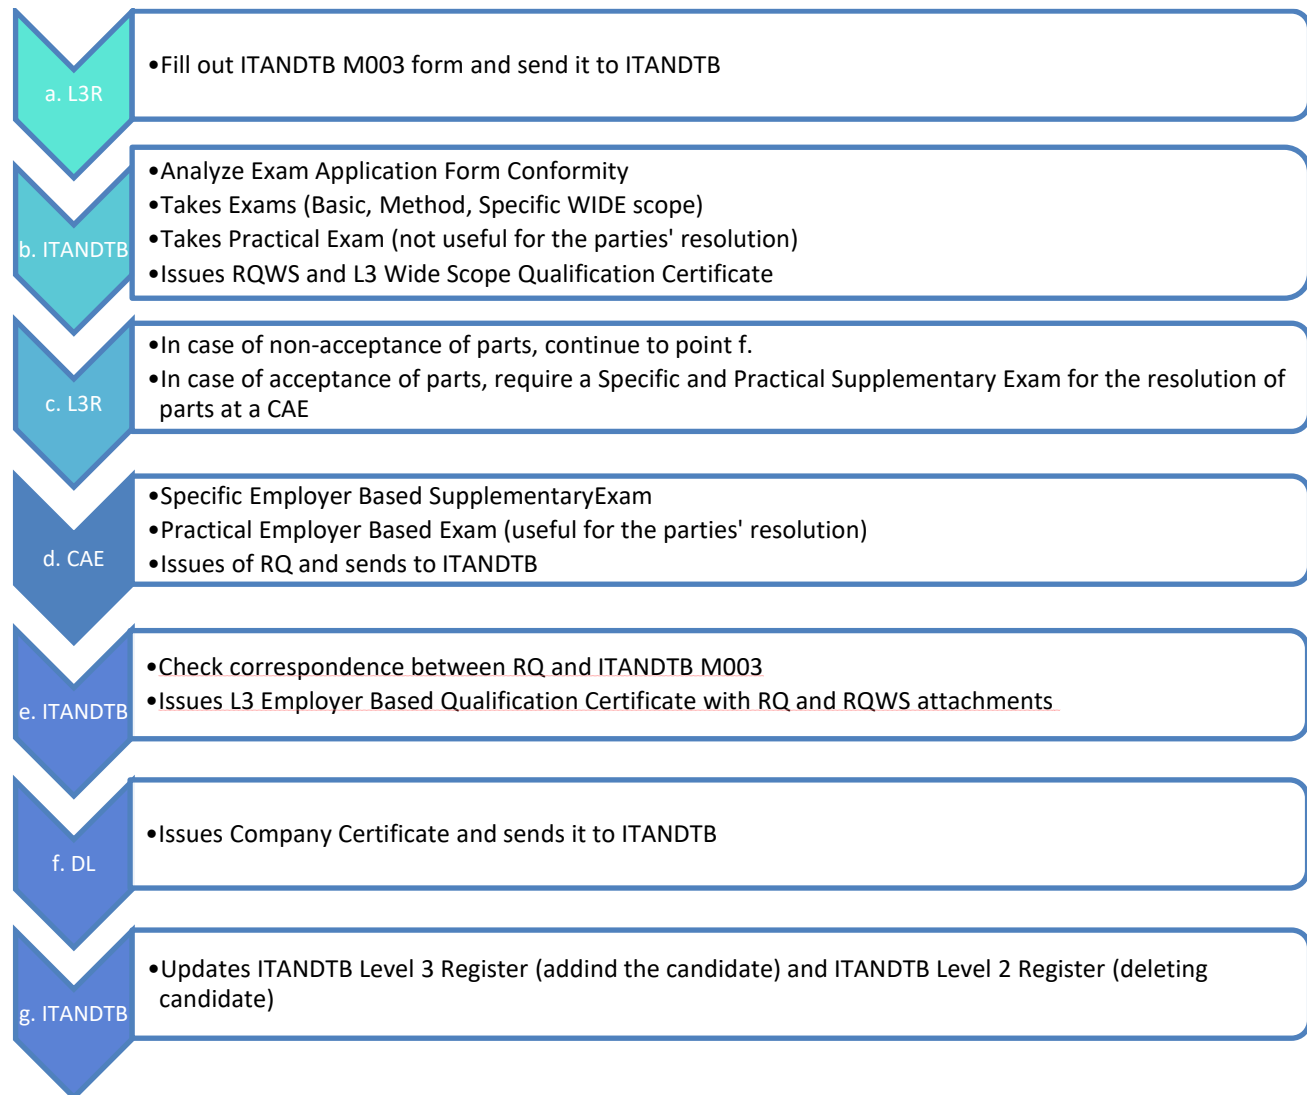 a. L3R
•Fill out ITANDTB M003 form and send it to ITANDTB
b. ITANDTB
•Analyze Exam Application Form Conformity
•Takes Exams (Basic, Method, Specific WIDE scope)
•Takes Practical Exam (not useful for the parties' resolution)
•Issues RQWS and L3 Wide Scope Qualification Certificate
c. L3R
•In case of non-acceptance of parts, continue to point f.
•In case of acceptance of parts, require a Specific and Practical Supplementary Exam for the resolution of
parts at a CAE
d. CAE
•Specific Employer Based SupplementaryExam
•Practical Employer Based Exam (useful for the parties' resolution)
•Issues of RQ and sends to ITANDTB
e. ITANDTB
•Check correspondence between RQ and ITANDTB M003
•Issues L3 Employer Based Qualification Certificate with RQ and RQWS attachments
f. DL
•Issues Company Certificate and sends it to ITANDTB
g. ITANDTB
•Updates ITANDTB Level 3 Register (addind the candidate) and ITANDTB Level 2 Register (deleting
candidate)